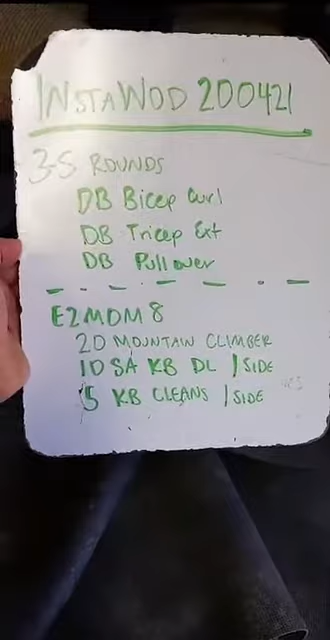 INSTAWOD 200421
3-5 ROUNDS
DB Bicep Curl
DB Tricep Ext
DB Pullover
E2MOM 8
20 MOUNTAIN CLIMBER
10 SA KB DL /SIDE
5 KB CLEANS /SIDE